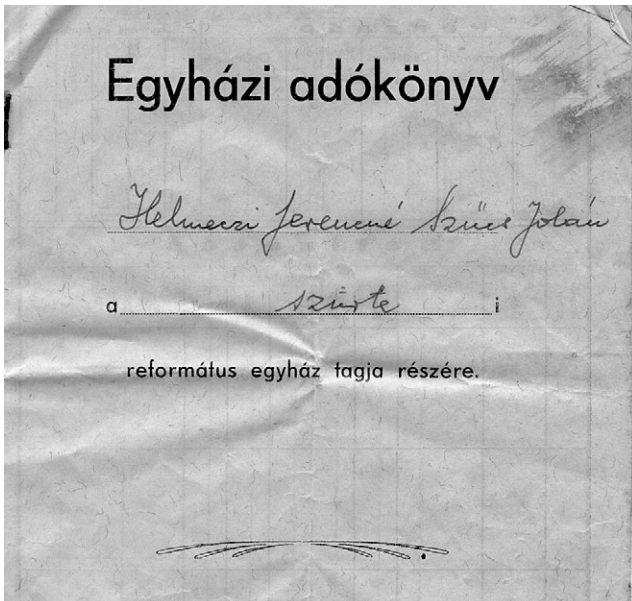 Egyházi adókönyv
Helmeczi Ferencné Szűcs Jolán
a szürte i
református egyház tagja részére.